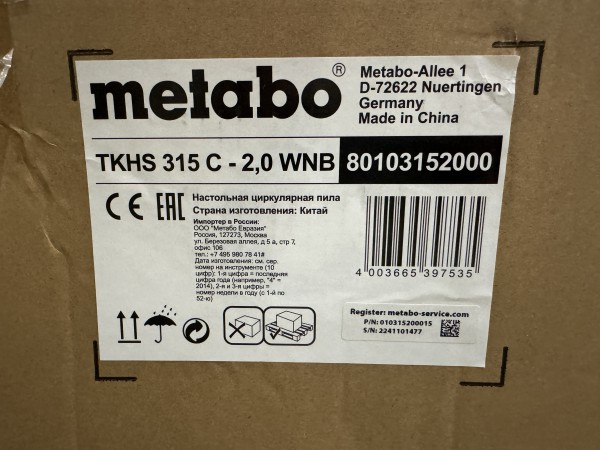 metabo®
Metabo-Allee 1
D-72622 Nuertingen
Germany
Made in China
TKHS 315 C - 2,0 WNB 80103152000
CE EAC
Настольная циркулярная пила
Страна изготовления: Китай
Импортер в России:
ООО "Метабо Евразия"
Россия, 127273, Москва
ул. Березовая аллея, д 5 а, стр 7,
офис 106
тел.: +7 495 980 78 41#
Дата изготовления: см. сер.
номер на инструменте (10
цифр): 1-я цифра = последняя
цифра года (например, "4" =
2014), 2-я и 3-я цифры =
номер недели в году (с 1-й по
52-ю)
4 003665 397535
Register: metabo-service.com
P/N: 010315200015
S/N: 2241101477